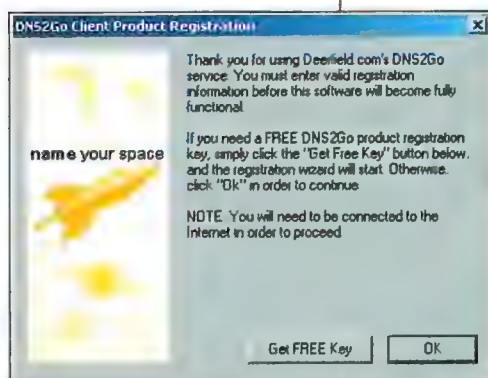 DNS2Go Client Product Registration
Thank you for using Deerfield com's DNS2Go
service. You must enter valid registration
information before this software will become fully
functional
If you need a FREE DNS2Go product registration
key, simply click the "Get Free Key" button below,
and the registration wizard will start. Otherwise,
click "Ok" in order to continue
NOTE You will need to be connected to the
Internet in order to proceed
name your space
Get FREE Key
OK